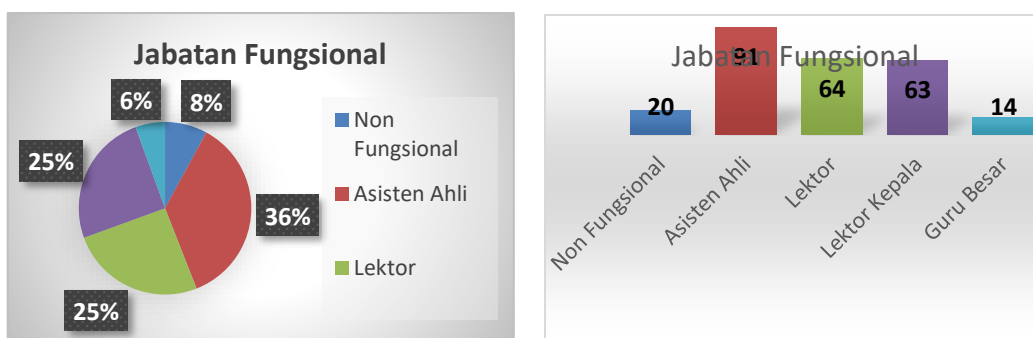 Jabatan Fungsional
6%
8%
25%
36%
25%
Non
Fungsional
Asisten Ahli
Lektor
Jabatan Fungsional
20
91
64
63
14
Non Fungsional
Asisten Ahli
Lektor
Lektor Kepala
Guru Besar